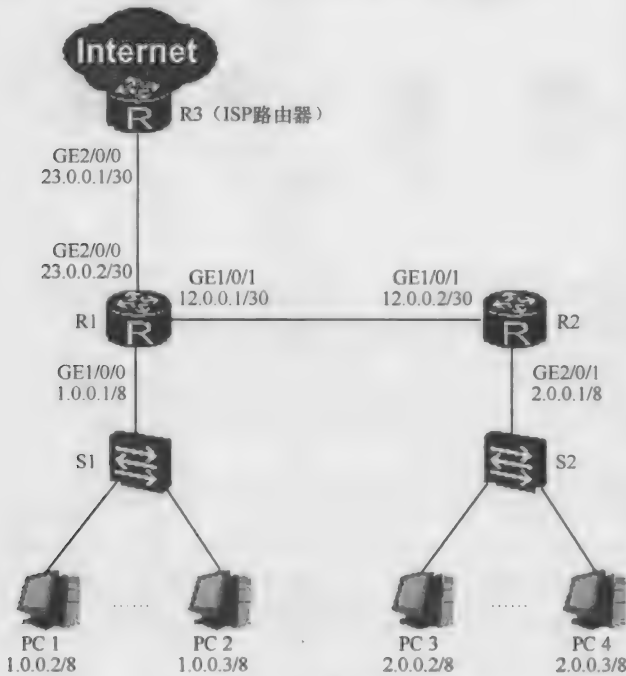 Internet
R
R3（ISP路由器）
GE2/0/0
23.0.0.1/30
GE2/0/0
23.0.0.2/30
GE1/0/1
12.0.0.1/30
GE1/0/1
12.0.0.2/30
R1
R
R
R2
GE1/0/0
1.0.0.1/8
GE2/0/1
2.0.0.1/8
S1
S2
......
......
PC 1
1.0.0.2/8
PC 2
1.0.0.3/8
PC 3
2.0.0.2/8
PC 4
2.0.0.3/8